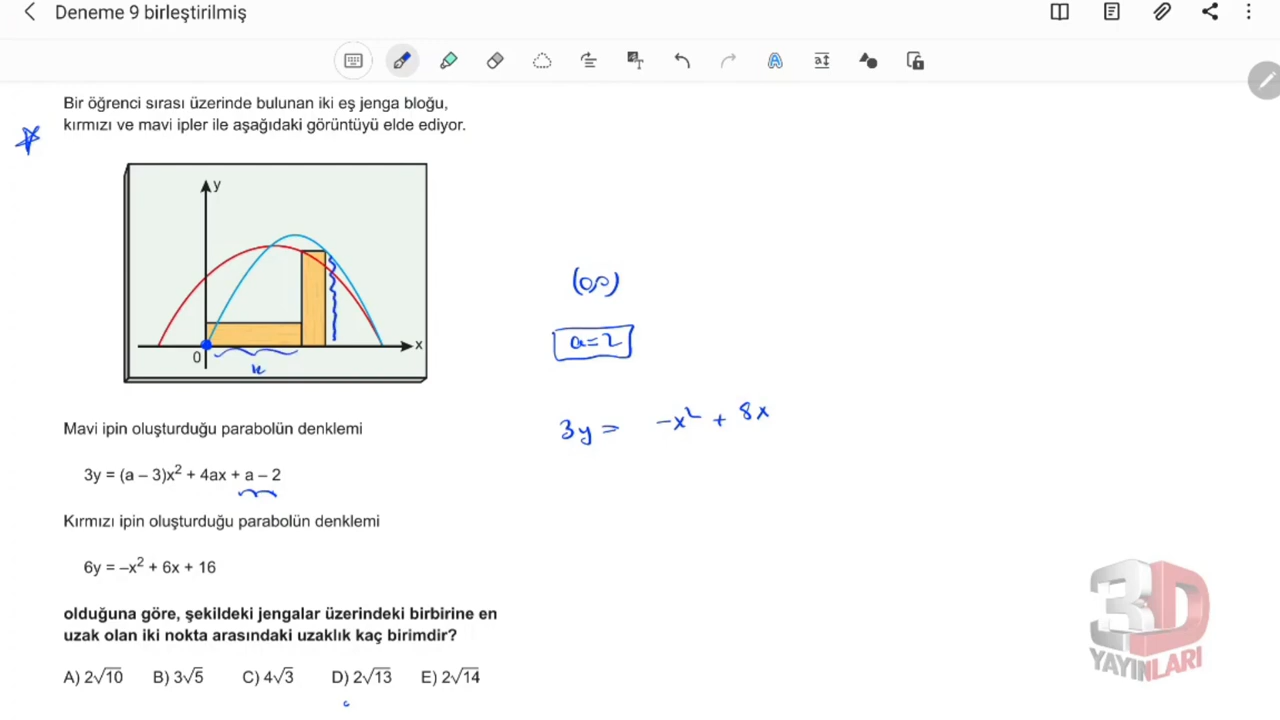 Deneme 9 birleştirilmiş
Bir öğrenci sırası üzerinde bulunan iki eş jenga bloğu,
kırmızı ve mavi ipler ile aşağıdaki görüntüyü elde ediyor.
y
0
x
k
(0,0)
a=2
3y = -x² + 8x
Mavi ipin oluşturduğu parabolün denklemi
3y = (a – 3)x² + 4ax + a – 2
Kırmızı ipin oluşturduğu parabolün denklemi
6y = –x² + 6x + 16
olduğuna göre, şekildeki jengalar üzerindeki birbirine en
uzak olan iki nokta arasındaki uzaklık kaç birimdir?
A) 2√10 B) 3√5 C) 4√3 D) 2√13 E) 2√14
3D
YAYINLARI